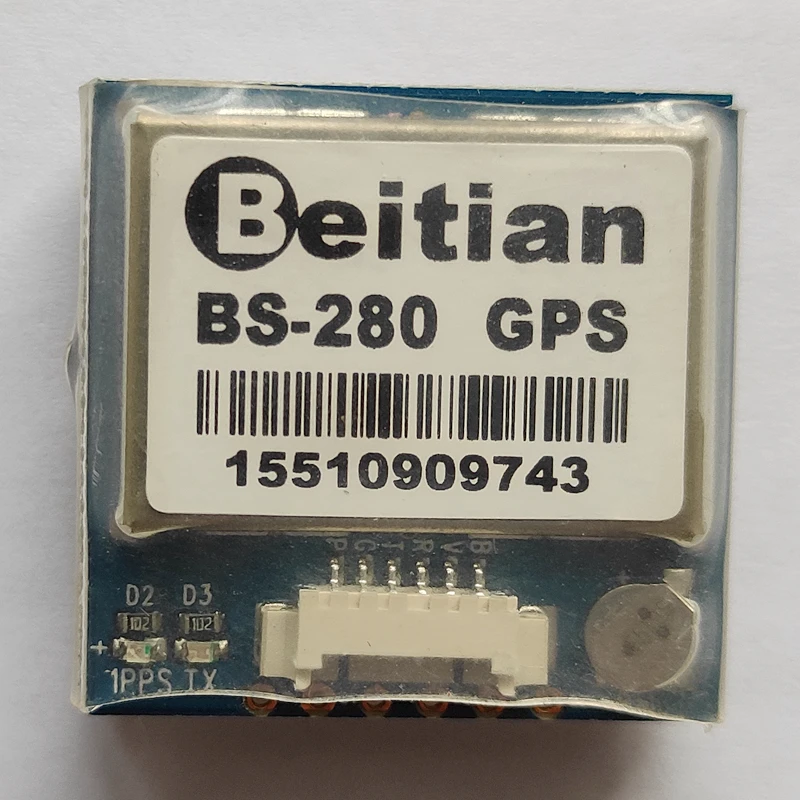 Beitian
BS-280 GPS
15510909743
P G T R V B
D2 D3
102 102
+
1PPS TX